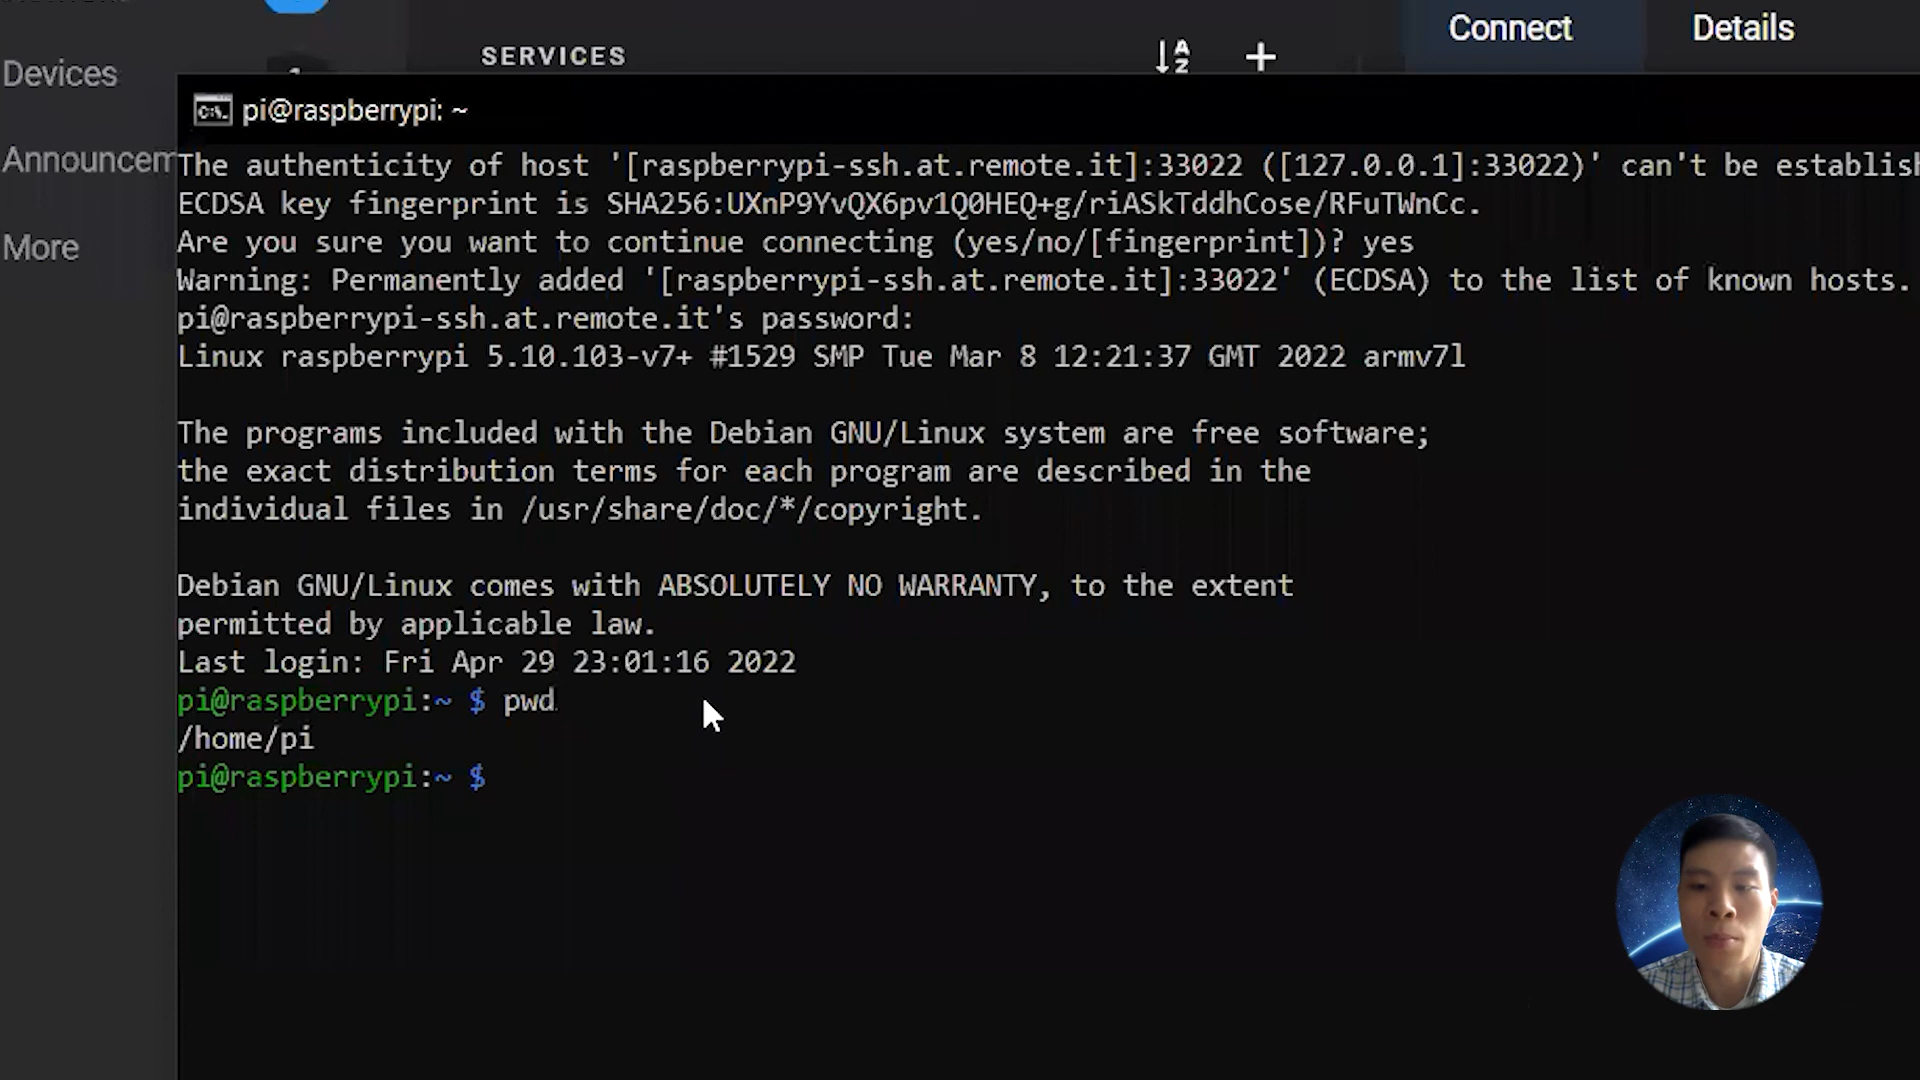 Connect Details
SERVICES
Devices
Announcem
More
pi@raspberrypi: ~
The authenticity of host '[raspberrypi-ssh.at.remote.it]:33022 ([127.0.0.1]:33022)' can't be establis
ECDSA key fingerprint is SHA256:UXnP9YvQX6pv1Q0HEQ+g/riASkTddhCose/RFuTWnCc.
Are you sure you want to continue connecting (yes/no/[fingerprint])? yes
Warning: Permanently added '[raspberrypi-ssh.at.remote.it]:33022' (ECDSA) to the list of known hosts.
pi@raspberrypi-ssh.at.remote.it's password:
Linux raspberrypi 5.10.103-v7+ #1529 SMP Tue Mar 8 12:21:37 GMT 2022 armv7l
The programs included with the Debian GNU/Linux system are free software;
the exact distribution terms for each program are described in the
individual files in /usr/share/doc/*/copyright.
Debian GNU/Linux comes with ABSOLUTELY NO WARRANTY, to the extent
permitted by applicable law.
Last login: Fri Apr 29 23:01:16 2022
pi@raspberrypi:~ $ pwd
/home/pi
pi@raspberrypi:~ $